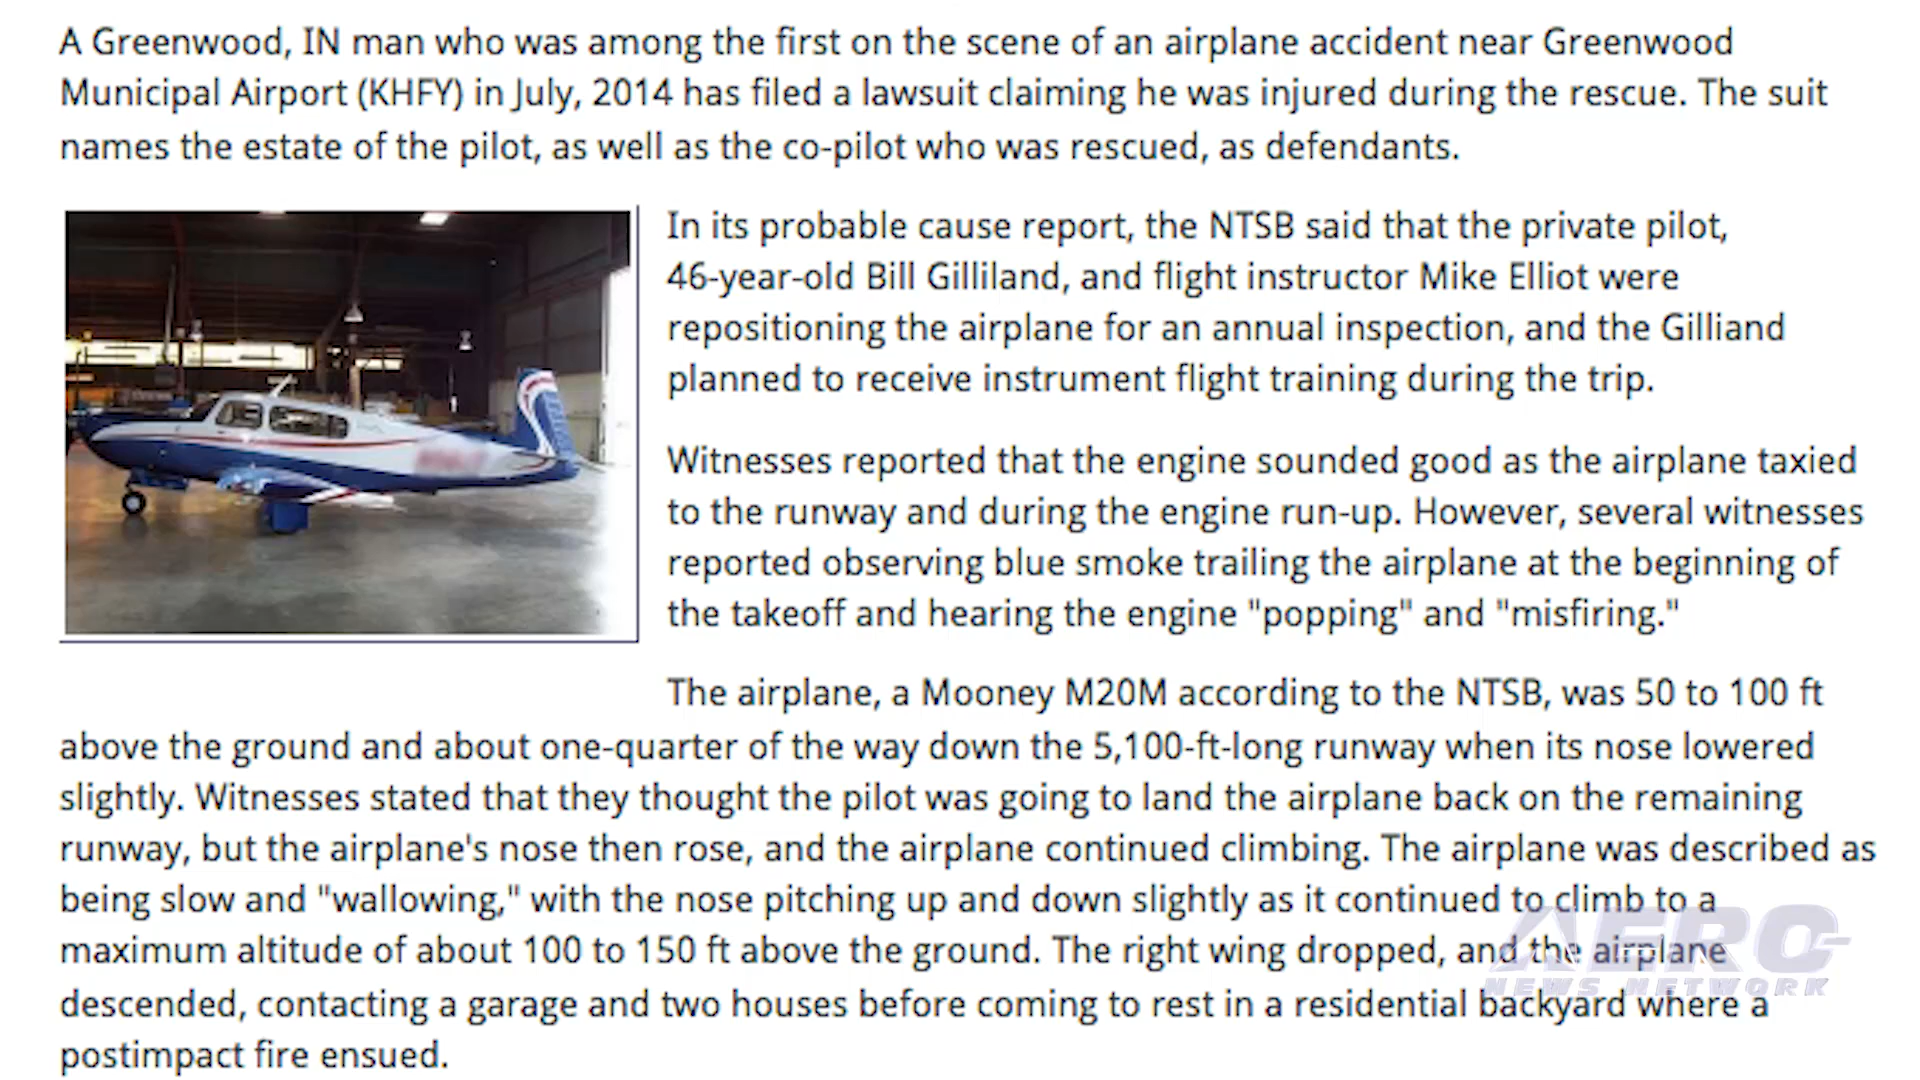 A Greenwood, IN man who was among the first on the scene of an airplane accident near Greenwood
Municipal Airport (KHFY) in July, 2014 has filed a lawsuit claiming he was injured during the rescue. The suit
names the estate of the pilot, as well as the co-pilot who was rescued, as defendants.
In its probable cause report, the NTSB said that the private pilot,
46-year-old Bill Gilliland, and flight instructor Mike Elliot were
repositioning the airplane for an annual inspection, and the Gilliand
planned to receive instrument flight training during the trip.
Witnesses reported that the engine sounded good as the airplane taxied
to the runway and during the engine run-up. However, several witnesses
reported observing blue smoke trailing the airplane at the beginning of
the takeoff and hearing the engine "popping" and "misfiring."
The airplane, a Mooney M20M according to the NTSB, was 50 to 100 ft
above the ground and about one-quarter of the way down the 5,100-ft-long runway when its nose lowered
slightly. Witnesses stated that they thought the pilot was going to land the airplane back on the remaining
runway, but the airplane's nose then rose, and the airplane continued climbing. The airplane was described as
being slow and "wallowing," with the nose pitching up and down slightly as it continued to climb to a
maximum altitude of about 100 to 150 ft above the ground. The right wing dropped, and the airplane
descended, contacting a garage and two houses before coming to rest in a residential backyard where a
postimpact fire ensued.
AERO
NEWS NETWORK